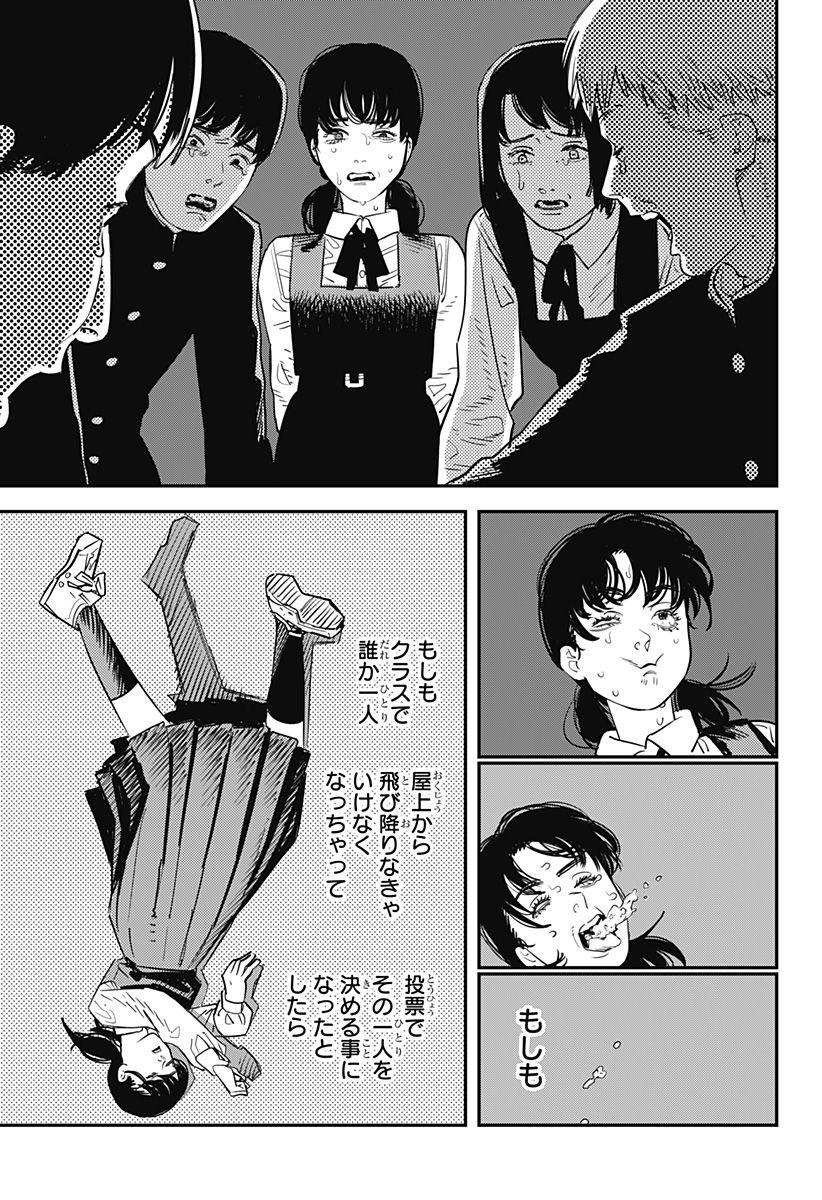 もしも
もしも
クラスで
誰か一人
屋上から
飛び降りなきゃ
いけなく
なっちゃって
投票で
その一人を
決める事に
なったと
したら